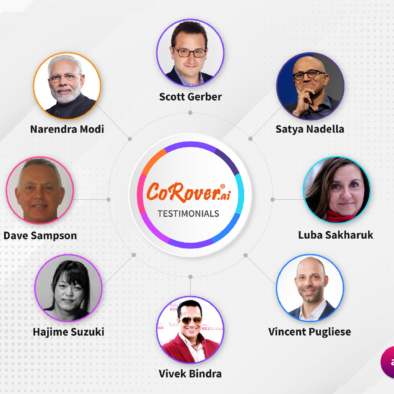 Scott Gerber
Narendra Modi
Satya Nadella
CoRover.ai
®
TESTIMONIALS
Dave Sampson
Luba Sakharuk
Hajime Suzuki
Vincent Pugliese
Vivek Bindra